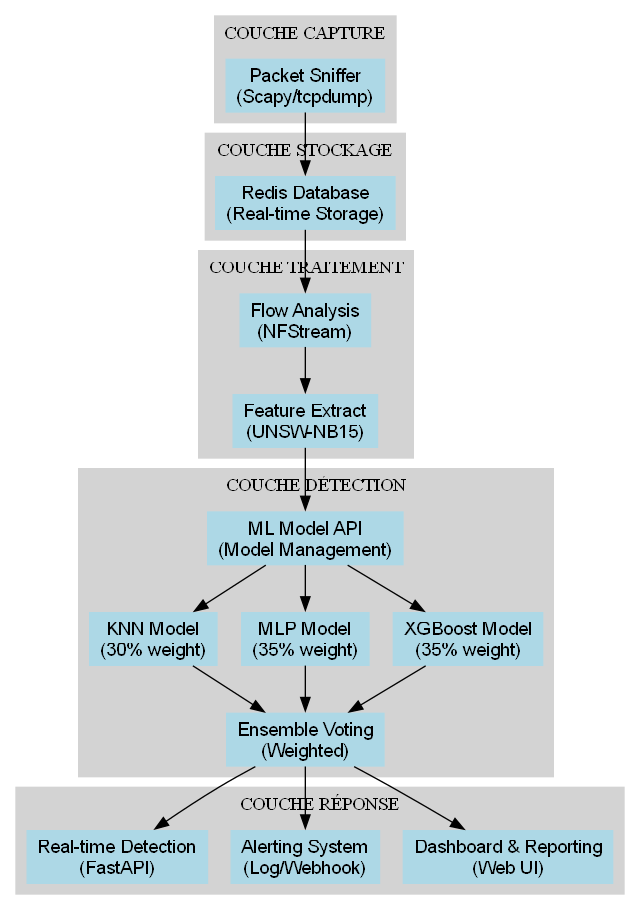 COUCHE CAPTURE
Packet Sniffer
(Scapy/tcpdump)
COUCHE STOCKAGE
Redis Database
(Real-time Storage)
COUCHE TRAITEMENT
Flow Analysis
(NFStream)
Feature Extract
(UNSW-NB15)
COUCHE DÉTECTION
ML Model API
(Model Management)
KNN Model
(30% weight)
MLP Model
(35% weight)
XGBoost Model
(35% weight)
Ensemble Voting
(Weighted)
COUCHE RÉPONSE
Real-time Detection
(FastAPI)
Alerting System
(Log/Webhook)
Dashboard & Reporting
(Web UI)